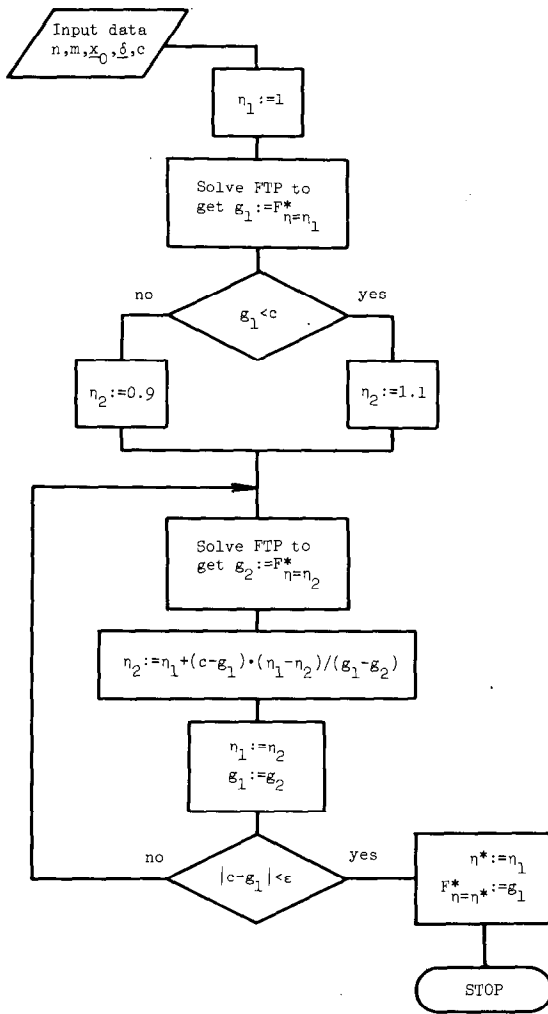 Input data
n,m,x̲₀,δ̲,c
η₁:=1
Solve FTP to
get g₁:=F*η=η₁
no
yes
g₁<c
η₂:=0.9
η₂:=1.1
Solve FTP to
get g₂:=F*η=η₂
η₂:=η₁+(c-g₁)•(η₁-η₂)/(g₁-g₂)
η₁:=η₂
g₁:=g₂
no
yes
|c-g₁|<ε
η*:=η₁
F*η=η*:=g₁
STOP